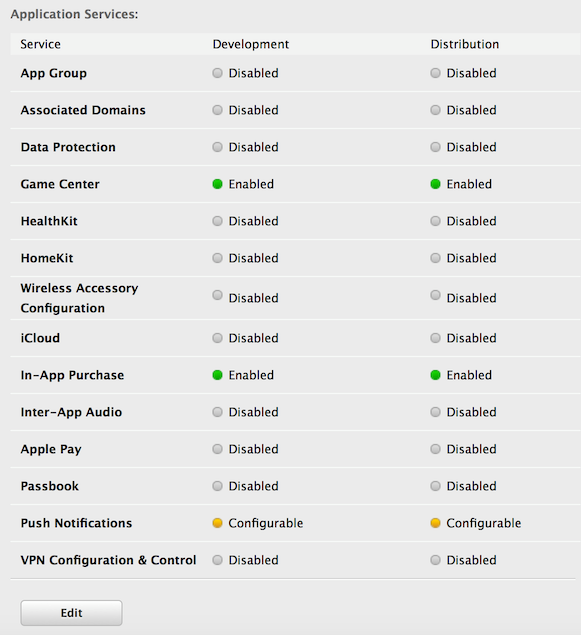 Application Services:
Service Development Distribution
App Group Disabled Disabled
Associated Domains Disabled Disabled
Data Protection Disabled Disabled
Game Center Enabled Enabled
HealthKit Disabled Disabled
HomeKit Disabled Disabled
Wireless Accessory
Configuration Disabled Disabled
iCloud Disabled Disabled
In-App Purchase Enabled Enabled
Inter-App Audio Disabled Disabled
Apple Pay Disabled Disabled
Passbook Disabled Disabled
Push Notifications Configurable Configurable
VPN Configuration & Control Disabled Disabled
Edit